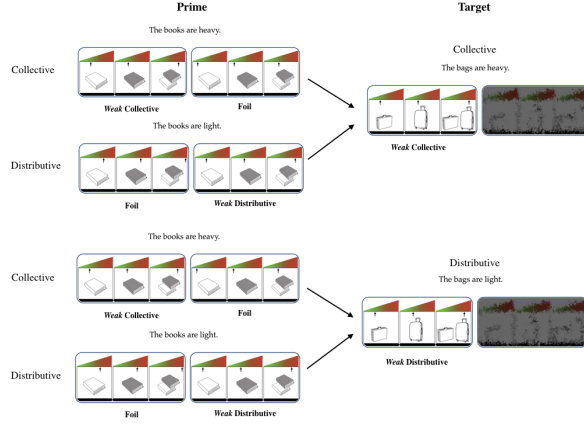 Prime
Target
The books are heavy.
Collective
Weak Collective
Foil
The books are light.
Distributive
Foil
Weak Distributive
Collective
The bags are heavy.
Weak Collective
The books are heavy.
Collective
Weak Collective
Foil
The books are light.
Distributive
Foil
Weak Distributive
Distributive
The bags are light.
Weak Distributive